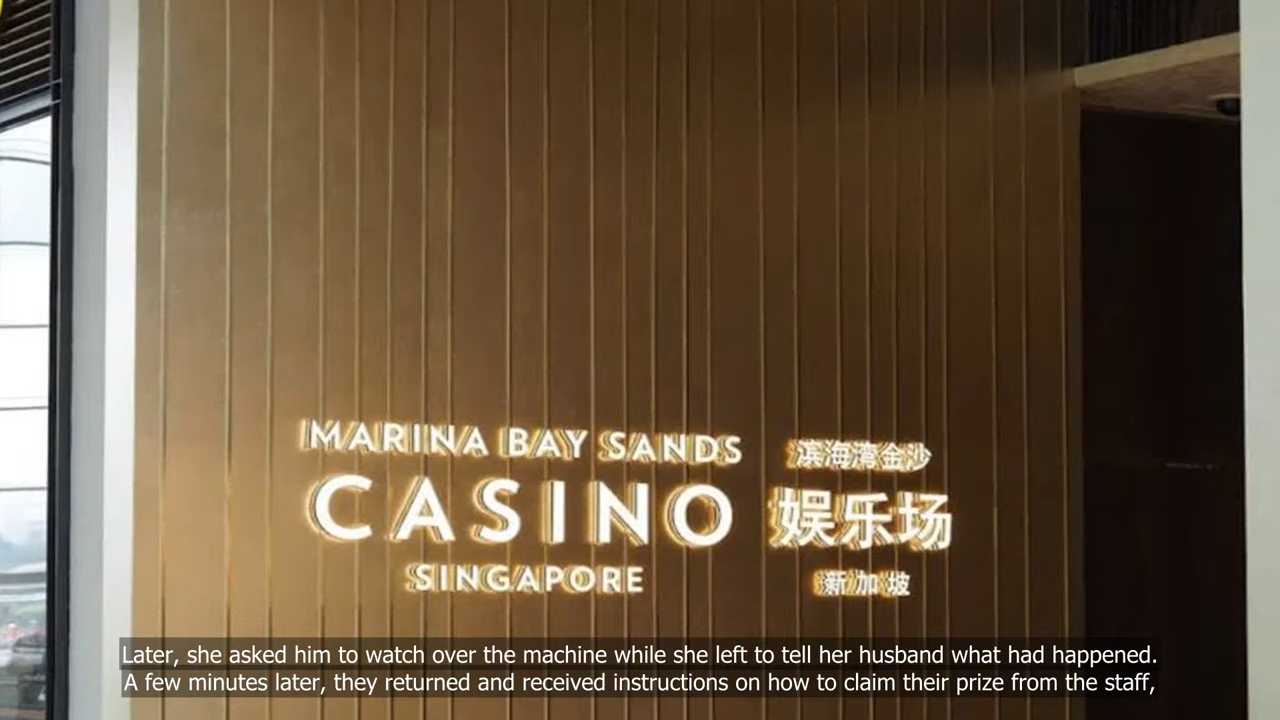 MARINA BAY SANDS
CASINO
SINGAPORE
滨海湾金沙
娱乐场
新加坡
Later, she asked him to watch over the machine while she left to tell her husband what had happened.
A few minutes later, they returned and received instructions on how to claim their prize from the staff,